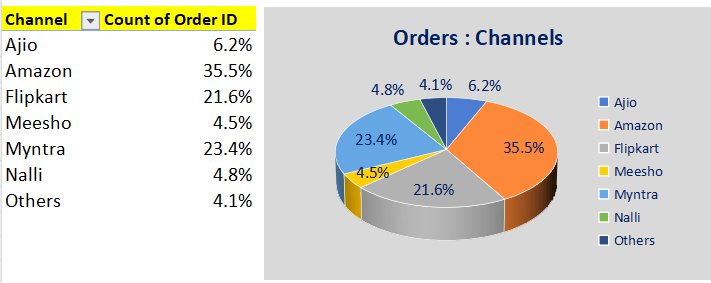 Channel Count of Order ID
Ajio 6.2%
Amazon 35.5%
Flipkart 21.6%
Meesho 4.5%
Myntra 23.4%
Nalli 4.8%
Others 4.1%
Orders : Channels
4.8% 4.1% 6.2%
23.4% 35.5%
4.5%
21.6%
Ajio
Amazon
Flipkart
Meesho
Myntra
Nalli
Others